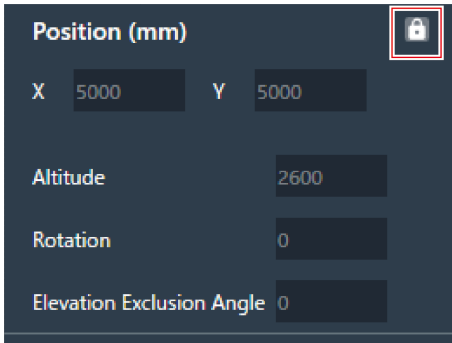 Position (mm)
X 5000 Y 5000
Altitude 2600
Rotation 0
Elevation Exclusion Angle 0